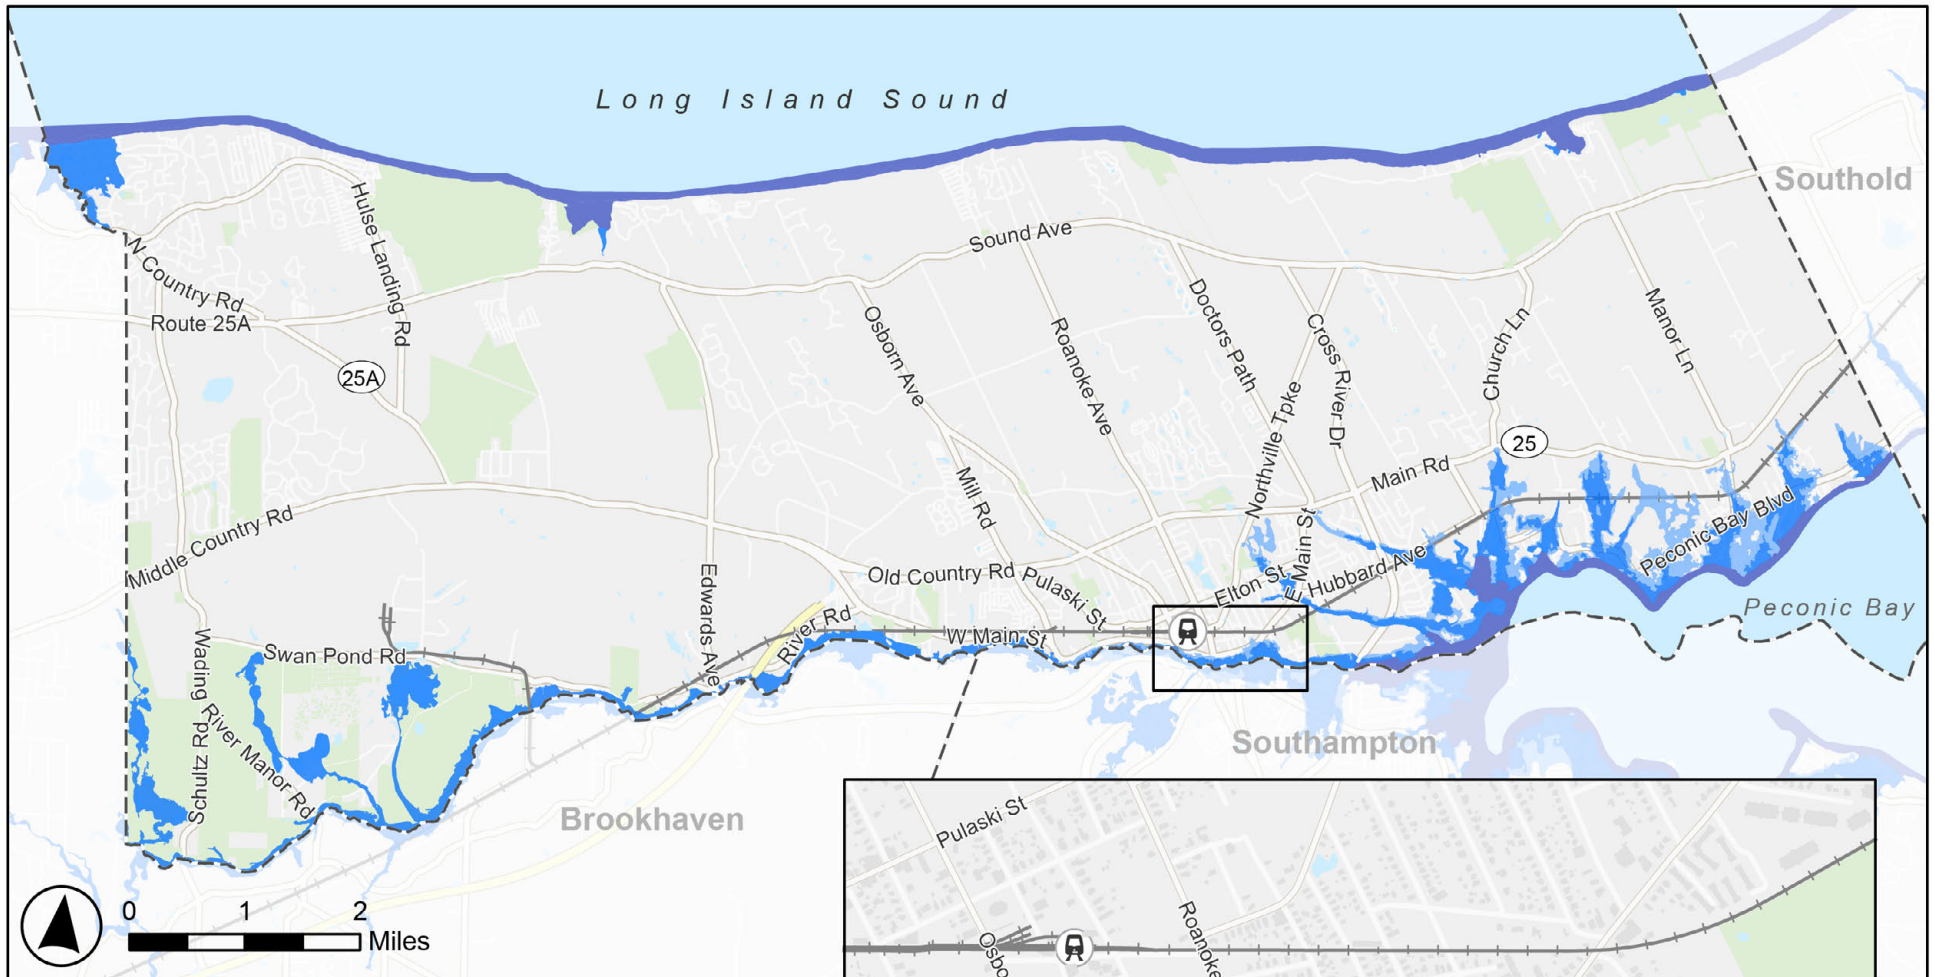 Long Island Sound
Southold
Sound Ave
Hulse Landing Rd
N Country Rd
Route 25A
25A
Osborn Ave
Roanoke Ave
Doctors Path
Cross River Dr
Northville Tpke
Church Ln
Manor Ln
25
Main Rd
Mill Rd
Middle Country Rd
Edwards Ave
Old Country Rd
Pulaski St
Elton St
E Main St
Hubbard Ave
Peconic Bay Blvd
Peconic Bay
River Rd
W Main St
Swan Pond Rd
Wading River Manor Rd
Schultz Rd
Southampton
Brookhaven
0 1 2
Miles
Pulaski St
Osbo
Roanoke